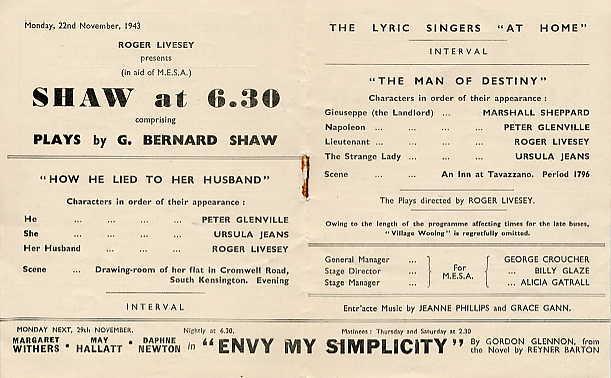 Monday, 22nd November, 1943
ROGER LIVESEY
presents
(in aid of M.E.S.A.)
SHAW at 6.30
comprising
PLAYS by G. BERNARD SHAW
"HOW HE LIED TO HER HUSBAND"
Characters in order of their appearance :
He ... ... ... ... PETER GLENVILLE
She ... ... ... ... URSULA JEANS
Her Husband ... ... ... ROGER LIVESEY
Scene ... Drawing-room of her flat in Cromwell Road,
South Kensington. Evening
INTERVAL
THE LYRIC SINGERS "AT HOME"
INTERVAL
"THE MAN OF DESTINY"
Characters in order of their appearance :
Gieuseppe (the Landlord) ... MARSHALL SHEPPARD
Napoleon ... ... ... PETER GLENVILLE
Lieutenant ... ... ... ROGER LIVESEY
The Strange Lady ... ... URSULA JEANS
Scene ... An Inn at Tavazzano. Period 1796
The Plays directed by ROGER LIVESEY.
Owing to the length of the programme affecting times for the late buses,
"Village Wooing" is regretfully omitted.
General Manager ... GEORGE CROUCHER
Stage Director ... For M.E.S.A. BILLY GLAZE
Stage Manager ... ALICIA GATRALL
Entr'acte Music by JEANNE PHILLIPS and GRACE GANN.
MONDAY NEXT, 29th NOVEMBER. Nightly at 6.30. Matinees : Thursday and Saturday at 2.30
MARGARET WITHERS • MAY HALLATT • DAPHNE NEWTON in "ENVY MY SIMPLICITY" By GORDON GLENNON, from
the Novel by REYNER BARTON